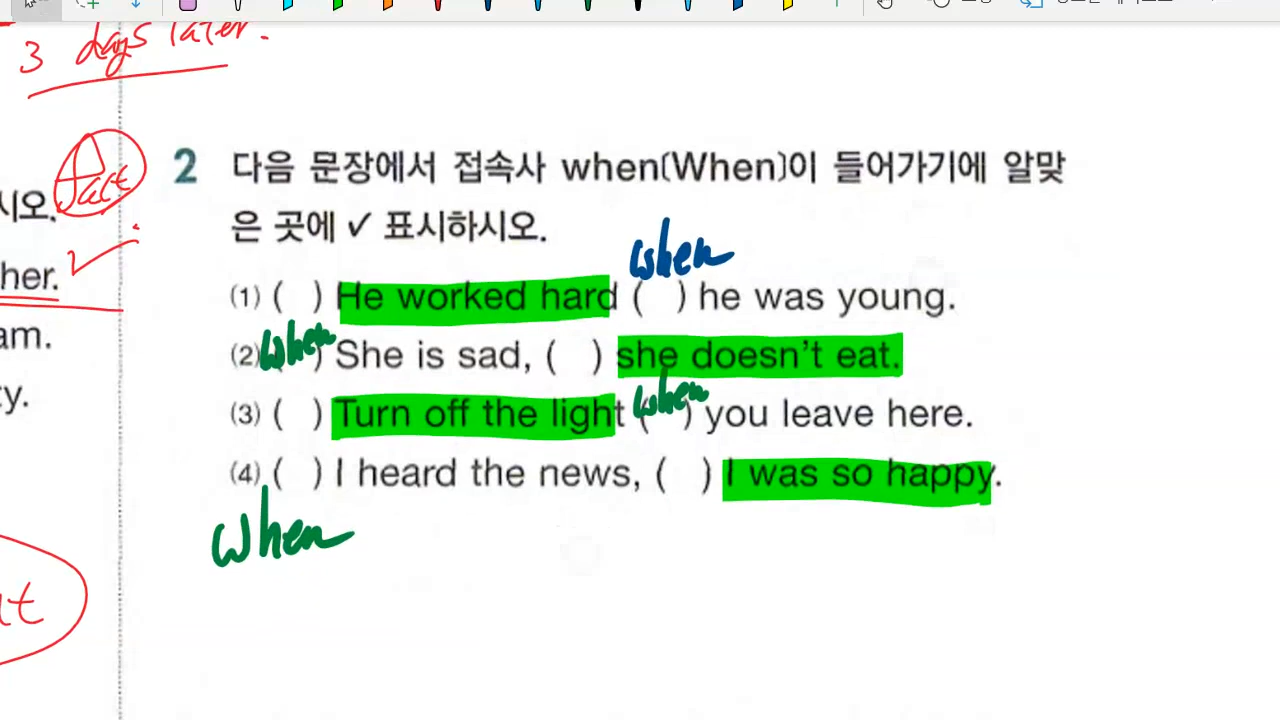 3 days later.
fact
2 다음 문장에서 접속사 when(When)이 들어가기에 알맞
은 곳에 ✓ 표시하시오.
시오.
when
her.
(1) ( ) He worked hard ( ) he was young.
am.
(2) ( ) She is sad, ( ) she doesn't eat.
when
ty.
when
(3) ( ) Turn off the light ( ) you leave here.
(4) ( ) I heard the news, ( ) I was so happy.
when